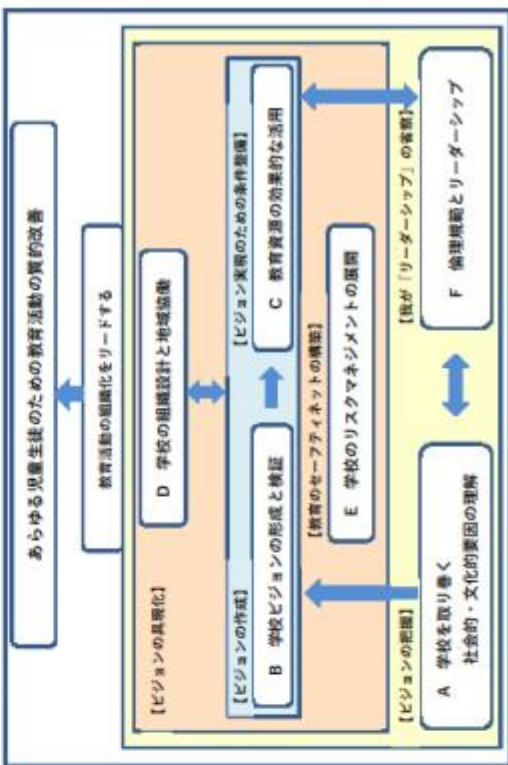 あらゆる児童生徒のための教育活動の質的改善
教育活動の組織化をリードする
【ビジョンの具現化】
D 学校の組織設計と地域協働
【ビジョンの作成】
【ビジョン実現のための条件整備】
B 学校ビジョンの形成と検証
C 教育資源の効果的な活用
【教育のセーフティネットの構築】
E 学校のリスクマネジメントの展開
【ビジョンの把握】
【我が「リーダーシップ」の省察】
A 学校を取り巻く
社会的・文化的要因の理解
F 倫理規範とリーダーシップ